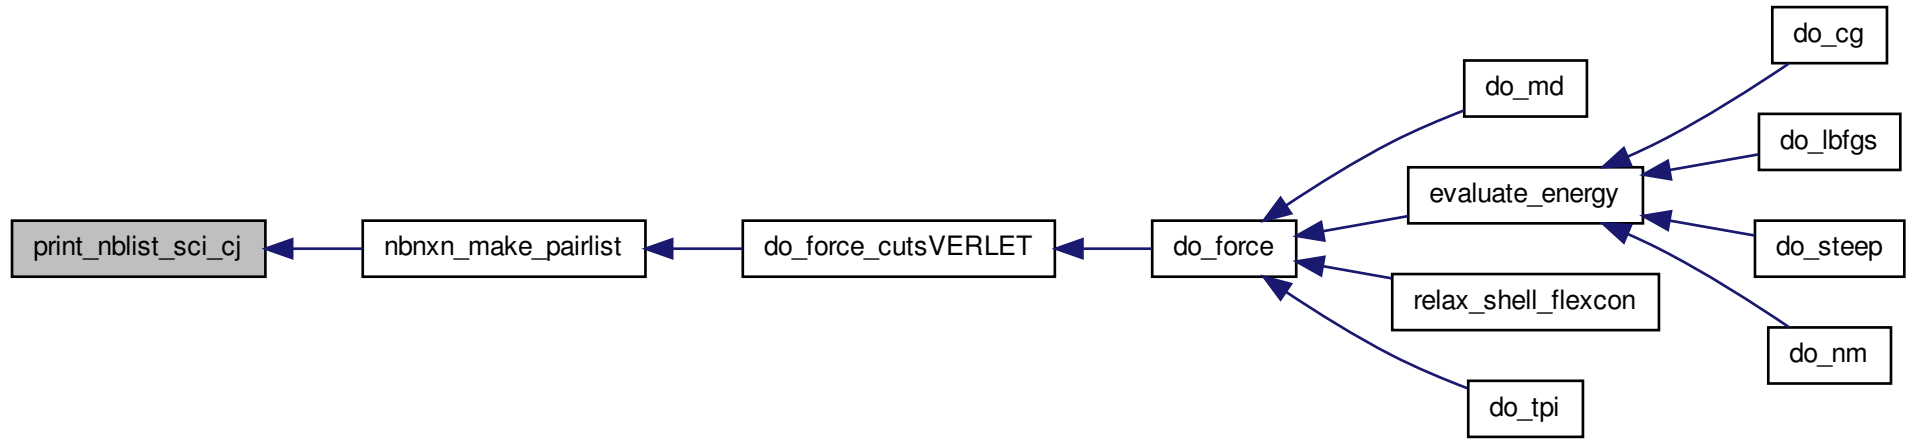 do_cg
do_md
do_lbfgs
evaluate_energy
print_nblist_sci_cj
nbnxn_make_pairlist
do_force_cutsVERLET
do_force
do_steep
relax_shell_flexcon
do_nm
do_tpi